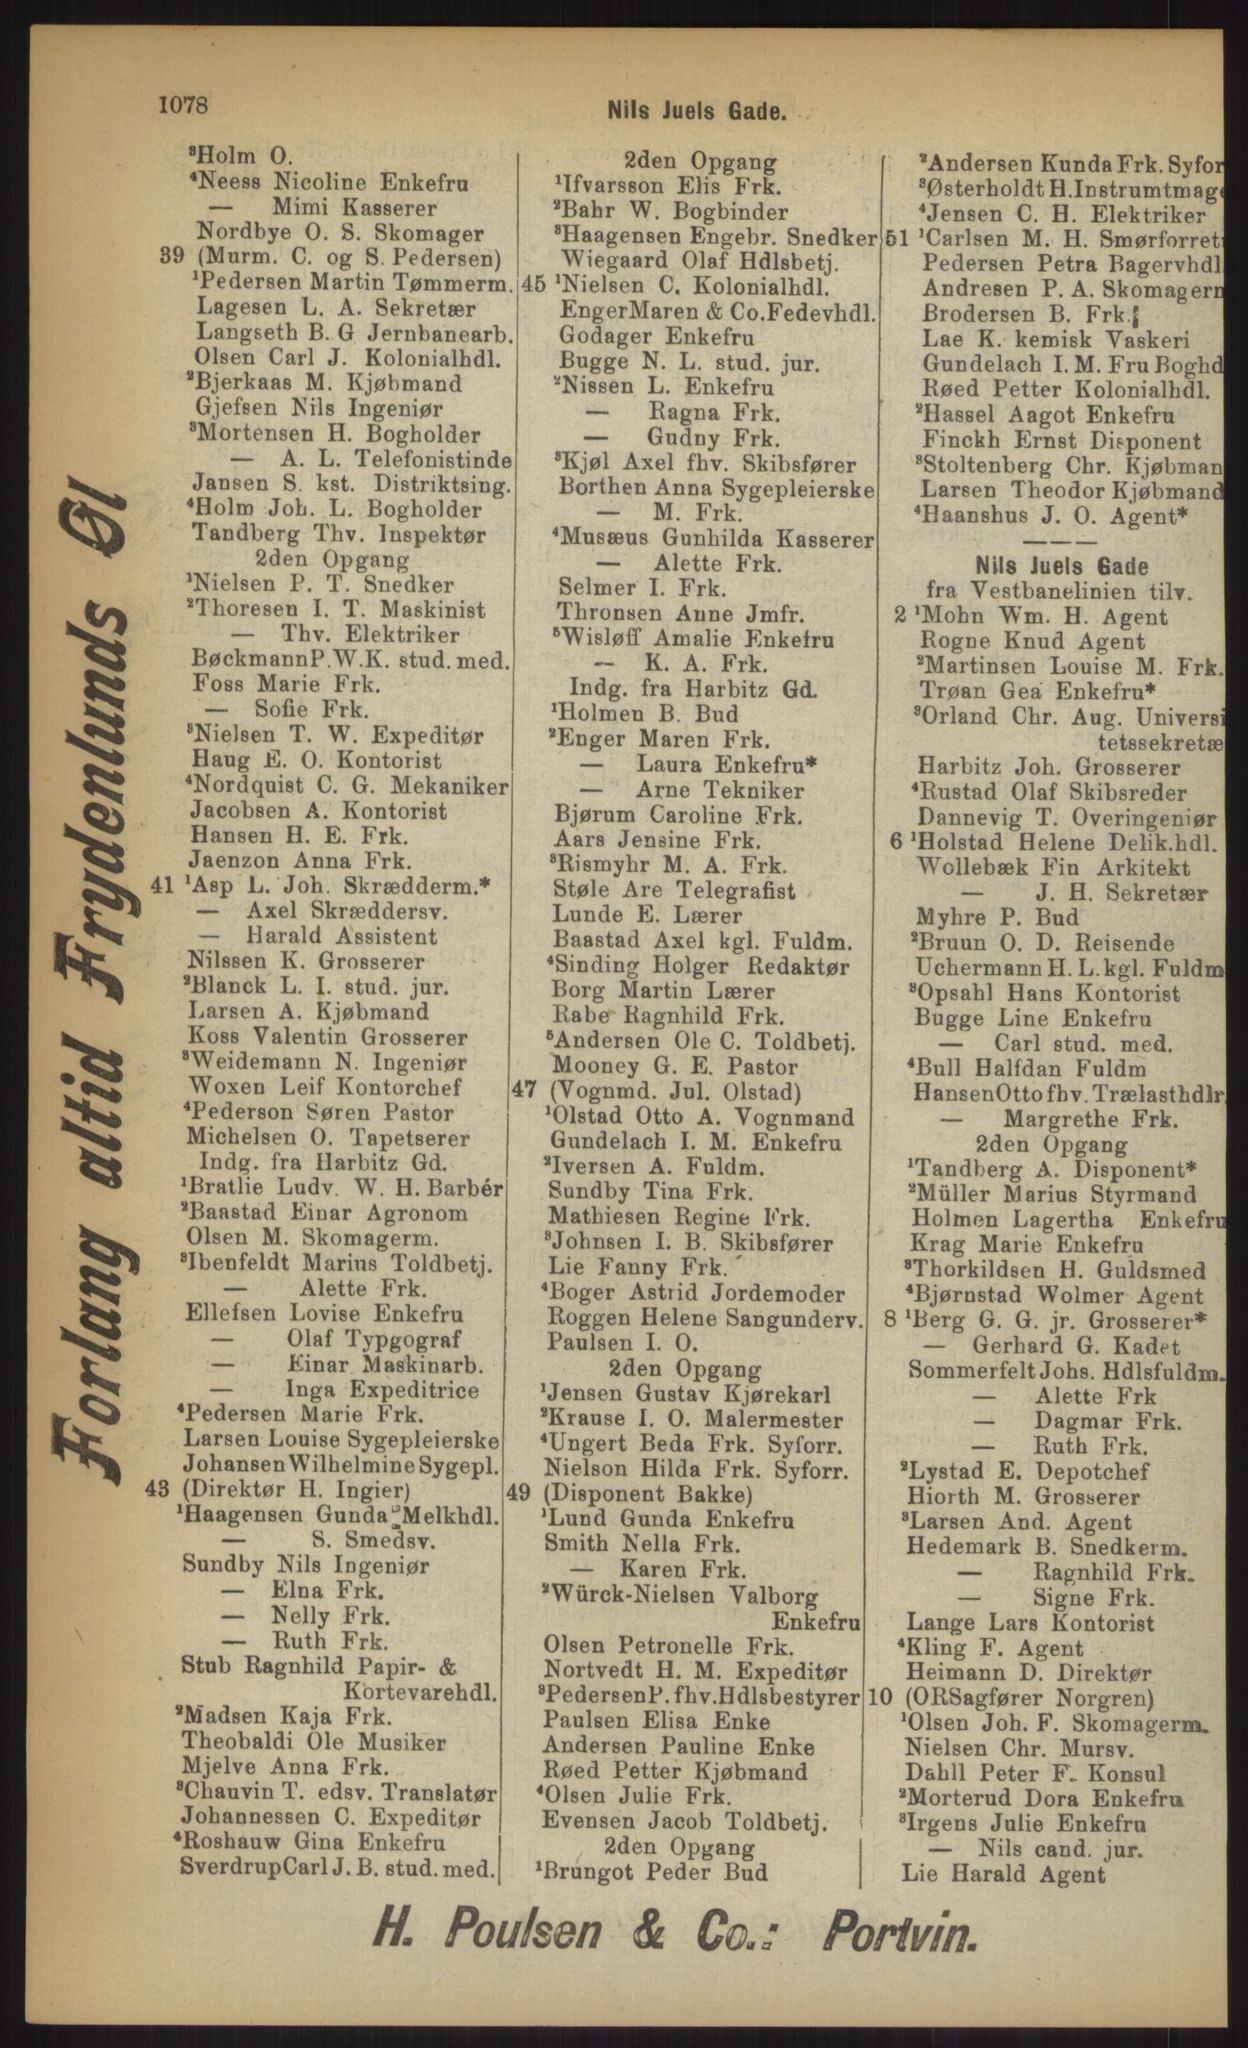 1078
Nils Juels Gade.
³Holm O.
⁴Neess Nicoline Enkefru
— Mimi Kasserer
Nordbye O. S. Skomager
39 (Murm. C. og S. Pedersen)
¹Pedersen Martin Tømmerm.
Lagesen L. A. Sekretær
Langseth B. G Jernbanearb.
Olsen Carl J. Kolonialhdl.
²Bjerkaas M. Kjøbmand
Gjefsen Nils Ingeniør
³Mortensen H. Bogholder
— A. L. Telefonistinde
Jansen S. kst. Distriktsing.
⁴Holm Joh. L. Bogholder
Tandberg Thv. Inspektør
2den Opgang
¹Nielsen P. T. Snedker
²Thoresen I. T. Maskinist
— Thv. Elektriker
Bøckmann P. W. K. stud. med.
Foss Marie Frk.
— Sofie Frk.
³Nielsen T. W. Expeditør
Haug E. O. Kontorist
⁴Nordquist C. G. Mekaniker
Jacobsen A. Kontorist
Hansen H. E. Frk.
Jaenzon Anna Frk.
41 ¹Asp L. Joh. Skrædderm.*
— Axel Skræddersv.
— Harald Assistent
Nilssen K. Grosserer
²Blanck L. I. stud. jur.
Larsen A. Kjøbmand
Koss Valentin Grosserer
³Weidemann N. Ingeniør
Woxen Leif Kontorchef
⁴Pederson Søren Pastor
Michelsen O. Tapetserer
Indg. fra Harbitz Gd.
¹Bratlie Ludv. W. H. Barbér
²Baastad Einar Agronom
Olsen M. Skomagerm.
³Ibenfeldt Marius Toldbetj.
— Alette Frk.
Ellefsen Lovise Enkefru
— Olaf Typgograf
— Einar Maskinarb.
— Inga Expeditrice
⁴Pedersen Marie Frk.
Larsen Louise Sygepleierske
Johansen Wilhelmine Sygepl.
43 (Direktør H. Ingier)
¹Haagensen Gunda Melkhdl.
— S. Smedsv.
Sundby Nils Ingeniør
— Elna Frk.
— Nelly Frk.
— Ruth Frk.
Stub Ragnhild Papir- &
Kortevarehdl.
²Madsen Kaja Frk.
Theobaldi Ole Musiker
Mjelve Anna Frk.
³Chauvin T. edsv. Translatør
Johannessen C. Expeditør
⁴Roshauw Gina Enkefru
Sverdrup Carl J. B. stud. med.
2den Opgang
¹Ifvarsson Elis Frk.
²Bahr W. Bogbinder
³Haagensen Engebr. Snedker
Wiegaard Olaf Hdlsbetj.
45 ¹Nielsen C. Kolonialhdl.
Enger Maren & Co. Fedevhdl.
Godager Enkefru
Bugge N. L. stud. jur.
²Nissen L. Enkefru
— Ragna Frk.
— Gudny Frk.
³Kjøl Axel fhv. Skibsfører
Borthen Anna Sygepleierske
— M. Frk.
⁴Musæus Gunhilda Kasserer
— Alette Frk.
Selmer I. Frk.
Thronsen Anne Jmfr.
⁵Wisløff Amalie Enkefru
— K. A. Frk.
Indg. fra Harbitz Gd.
¹Holmen B. Bud
²Enger Maren Frk.
— Laura Enkefru*
— Arne Tekniker
Bjørum Caroline Frk.
Aars Jensine Frk.
³Rismyhr M. A. Frk.
Støle Are Telegrafist
Lunde E. Lærer
Baastad Axel kgl. Fuldm.
⁴Sinding Holger Redaktør
Borg Martin Lærer
Rabe Ragnhild Frk.
⁵Andersen Ole C. Toldbetj.
Mooney G. E. Pastor
47 (Vognmd. Jul. Olstad)
¹Olstad Otto A. Vognmand
Gundelach I. M. Enkefru
²Iversen A. Fuldm.
Sundby Tina Frk.
Mathiesen Regine Frk.
³Johnsen I. B. Skibsfører
Lie Fanny Frk.
⁴Boger Astrid Jordemoder
Roggen Helene Sangunderv.
Paulsen I. O.
2den Opgang
¹Jensen Gustav Kjørekarl
²Krause I. O. Malermester
⁴Ungert Beda Frk. Syforr.
Nielson Hilda Frk. Syforr.
49 (Disponent Bakke)
¹Lund Gunda Enkefru
Smith Nella Frk.
— Karen Frk.
²Würck-Nielsen Valborg
Enkefru
Olsen Petronelle Frk.
Nortvedt H. M. Expeditør
³Pedersen P. fhv. Hdlsbestyrer
Paulsen Elisa Enke
Andersen Pauline Enke
Røed Petter Kjøbmand
⁴Olsen Julie Frk.
Evensen Jacob Toldbetj.
2den Opgang
¹Brungot Peder Bud
²Andersen Kunda Frk. Syfor
³Østerholdt H. Instrumtmage
⁴Jensen C. H. Elektriker
51 ¹Carlsen M. H. Smørforret
Pedersen Petra Bagervhdl
Andresen P. A. Skomagern
Brodersen B. Frk.
Lae K. kemisk Vaskeri
Gundelach I. M. Fru Boghd
Røed Petter Kolonialhdl.
²Hassel Aagot Enkefru
Finckh Ernst Disponent
³Stoltenberg Chr. Kjøbman
Larsen Theodor Kjøbmand
⁴Haanshus J. O. Agent*
Nils Juels Gade
fra Vestbanelinien tilv.
2 ¹Mohn Wm. H. Agent
Rogne Knud Agent
²Martinsen Louise M. Frk.
Trøan Gea Enkefru*
³Orland Chr. Aug. Universi
tetssekretæ
Harbitz Joh. Grosserer
⁴Rustad Olaf Skibsreder
Dannevig T. Overingeniør
6 ¹Holstad Helene Delik.hdl.
Wollebæk Fin Arkitekt
— J. H. Sekretær
Myhre P. Bud
²Bruun O. D. Reisende
Uchermann H. L. kgl. Fuldm
³Opsahl Hans Kontorist
Bugge Line Enkefru
— Carl stud. med.
⁴Bull Halfdan Fuldm
Hansen Otto fhv. Trælasthdlr.
— Margrethe Frk.
2den Opgang
¹Tandberg A. Disponent*
²Müller Marius Styrmand
Holmen Lagertha Enkefru
Krag Marie Enkefru
³Thorkildsen H. Guldsmed
⁴Bjørnstad Wolmer Agent
8 ¹Berg G. G. jr. Grosserer*
— Gerhard G. Kadet
Sommerfelt Johs. Hdlsfuldm.
— Alette Frk
— Dagmar Frk.
— Ruth Frk.
²Lystad E. Depotchef
Hiorth M. Grosserer
³Larsen And. Agent
Hedemark B. Snedkerm.
— Ragnhild Frk.
— Signe Frk.
Lange Lars Kontorist
⁴Kling F. Agent
Heimann D. Direktør
10 (ORSagfører Norgren)
¹Olsen Joh. F. Skomagerm.
Nielsen Chr. Mursv.
Dahll Peter F. Konsul
²Morterud Dora Enkefru
³Irgens Julie Enkefru
— Nils cand. jur.
Lie Harald Agent
Forlang altid Frydenlunds Øl
H. Poulsen & Co.: Portvin.